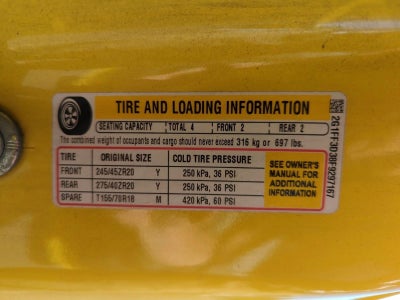 TIRE AND LOADING INFORMATION
SEATING CAPACITY TOTAL 4 FRONT 2 REAR 2
The combined weight of occupants and cargo should never exceed 316 kg or 697 lbs.
TIRE ORIGINAL SIZE COLD TIRE PRESSURE
FRONT 245/45ZR20 Y 250 kPa, 36 PSI
REAR 275/40ZR20 Y 250 kPa, 36 PSI
SPARE T155/70R18 M 420 kPa, 60 PSI
SEE OWNER'S
MANUAL FOR
ADDITIONAL
INFORMATION
2G1FF3D38F9297167